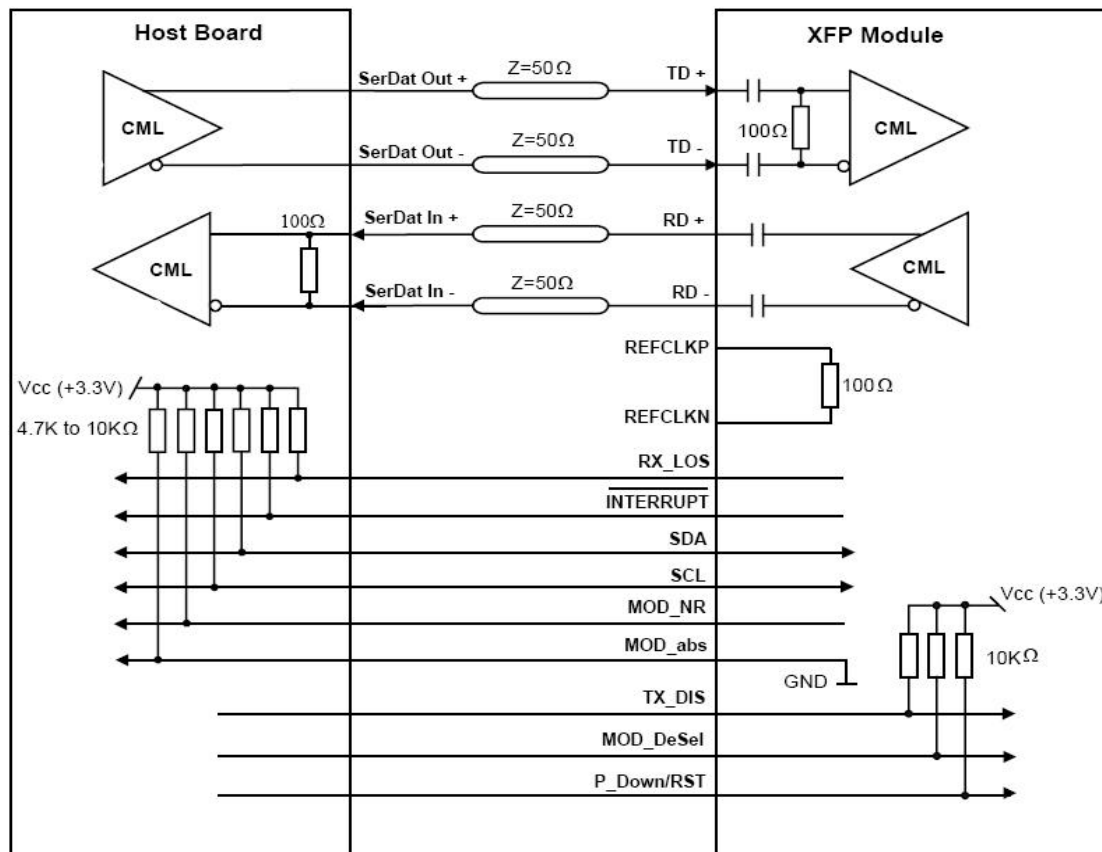 Host Board
XFP Module
SerDat Out +
Z=50Ω
TD +
CML
100Ω
CML
SerDat Out -
Z=50Ω
TD -
SerDat In +
Z=50Ω
RD +
100Ω
CML
CML
SerDat In -
Z=50Ω
RD -
REFCLKP
100Ω
REFCLKN
Vcc (+3.3V)
4.7K to 10KΩ
RX_LOS
INTERRUPT
SDA
SCL
MOD_NR
MOD_abs
Vcc (+3.3V)
10KΩ
GND
TX_DIS
MOD_DeSel
P_Down/RST